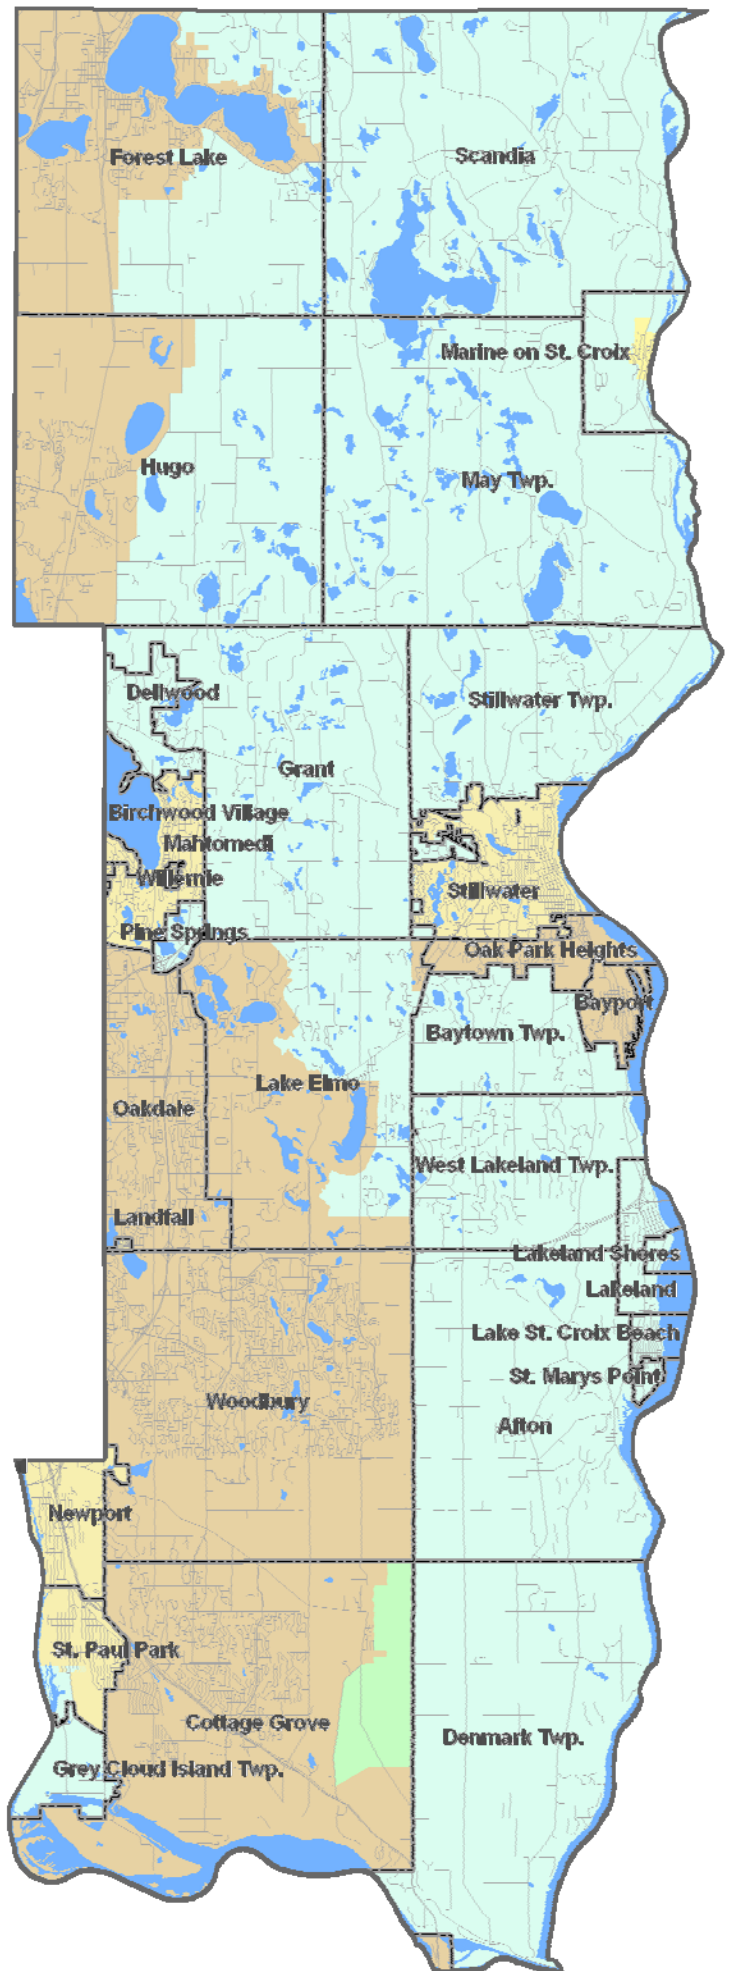 Forest Lake
Scandia
Marine on St. Croix
Hugo
May Twp.
Dellwood
Stillwater Twp.
Grant
Birchwood Village
Mahtomedi
Willernie
Stillwater
Pine Springs
Oak Park Heights
Bayport
Baytown Twp.
Lake Elmo
Oakdale
West Lakeland Twp.
Landfall
Lakeland Shores
Lakeland
Lake St. Croix Beach
St. Marys Point
Woodbury
Afton
Newport
St. Paul Park
Cottage Grove
Denmark Twp.
Grey Cloud Island Twp.